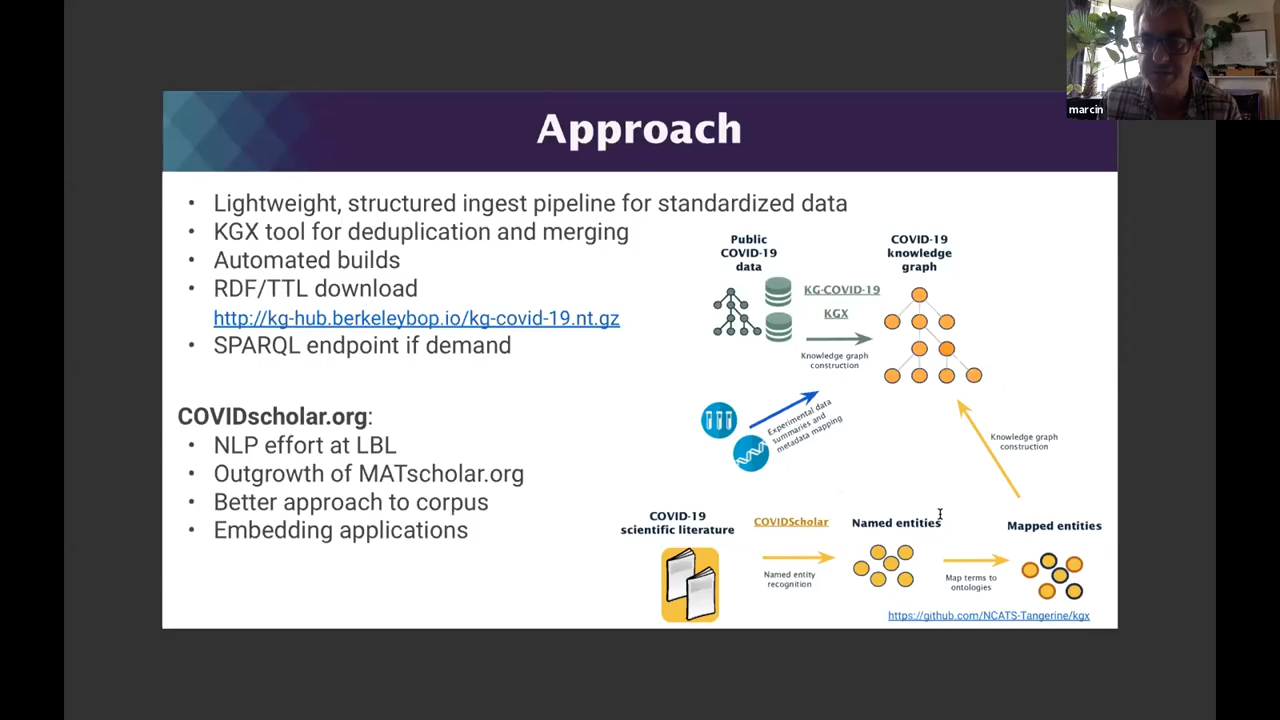 marcin
Approach
• Lightweight, structured ingest pipeline for standardized data
• KGX tool for deduplication and merging
• Automated builds
• RDF/TTL download
http://kg-hub.berkeleybop.io/kg-covid-19.nt.gz
• SPARQL endpoint if demand
COVIDscholar.org:
• NLP effort at LBL
• Outgrowth of MATscholar.org
• Better approach to corpus
• Embedding applications
Public
COVID-19
data
KG-COVID-19
KGX
Knowledge graph
construction
COVID-19
knowledge
graph
Experimental data
summaries and
metadata mapping
Knowledge graph
construction
COVID-19
scientific literature
COVIDScholar
Named entity
recognition
Named entities
Map terms to
ontologies
Mapped entities
https://github.com/NCATS-Tangerine/kgx